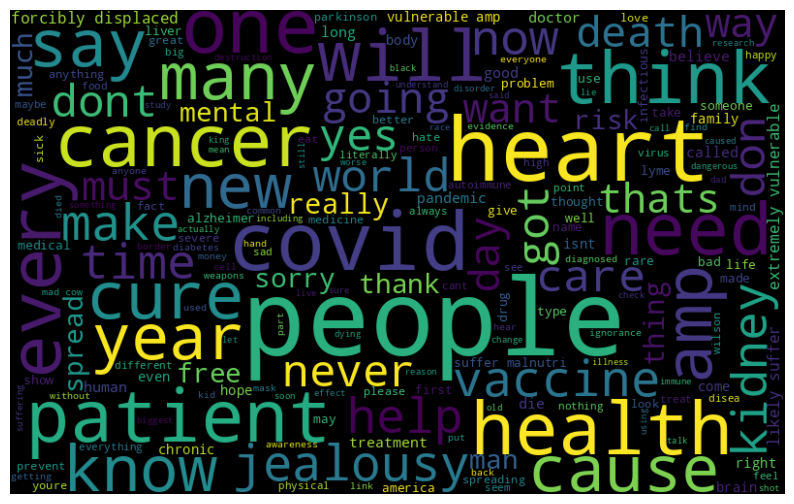 forcibly displaced
one
parkinson
vulnerable amp
doctor
love
death
way
say
liver
great
big
long
body
everyone
now
destruction
black
understand
disorder
research
much
anything
food
many
will
good
problem
said
lie
use
believe
happy
think
maybe
study
dont
going
want
infectious
take
someone
deadly
mental
better
race
evidence
risk
family
call
find
cancer
king
mean
yes
hate
literally
person
called
virus
caused
dangerous
sick
still
eat
worse
high
heart
dad
don
extremely vulnerable
every
must
anyone
new
world
autoimmune
lyme
something
fact
really
pandemic
point
thought
thats
mind
died
make
alzheimer
common
including
medicine
always
give
name
well
medical
severe
actually
diabetes
covid
day
got
isnt
need
time
border
money
hand
sad
cell
see
care
rare
bad
life
diagnosed
mad cow
weapons
sorry
thank
cant
drug
made
amp
cure
used
live
sure
type
check
spread
people
part
hear
change
ignorance
thing
wilson
kidney
likely suffer
year
let
dying
reason
different
never
illness
vaccine
suffer malnutri
immune
come
show
human
even
free
kid
soon
effect
mask
please
first
old
die
look
nothing
treat
disea
suffering
without
hope
patient
biggest
may
help
health
using
talk
prevent
everything
chronic
awareness
treatment
put
back
man
cause
right
feel
getting
youre
know
jealousy
physical
link
america
spreading
seem
brain
shot